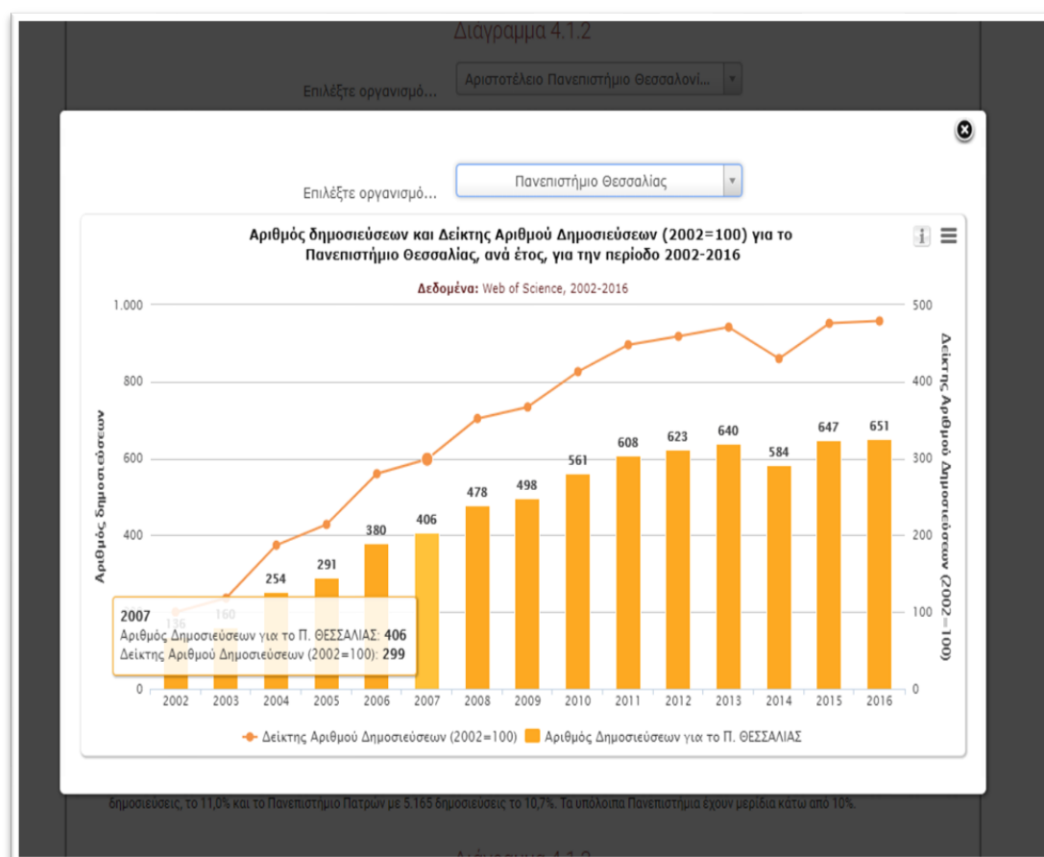 Διάγραμμα 4.1.2
Επιλέξτε οργανισμό...
Αριστοτέλειο Πανεπιστήμιο Θεσσαλονί...
Επιλέξτε οργανισμό...
Πανεπιστήμιο Θεσσαλίας
Αριθμός δημοσιεύσεων και Δείκτης Αριθμού Δημοσιεύσεων (2002=100) για το
Πανεπιστήμιο Θεσσαλίας, ανά έτος, για την περίοδο 2002-2016
Δεδομένα: Web of Science, 2002-2016
1.000
800
600
400
0
Αριθμός δημοσιεύσεων
500
400
300
200
100
0
Δείκτης Αριθμού Δημοσιεύσεων (2002=100)
136
160
254
291
380
406
478
498
561
608
623
640
584
647
651
2007
Αριθμός Δημοσιεύσεων για το Π. ΘΕΣΣΑΛΙΑΣ: 406
Δείκτης Αριθμού Δημοσιεύσεων (2002=100): 299
2002 2003 2004 2005 2006 2007 2008 2009 2010 2011 2012 2013 2014 2015 2016
Δείκτης Αριθμού Δημοσιεύσεων (2002=100) Αριθμός Δημοσιεύσεων για το Π. ΘΕΣΣΑΛΙΑΣ
δημοσιεύσεις, το 11,0% και το Πανεπιστήμιο Πατρών με 5.165 δημοσιεύσεις το 10,7%. Τα υπόλοιπα Πανεπιστήμια έχουν μερίδια κάτω από 10%.
Διάγραμμα 4.1.2